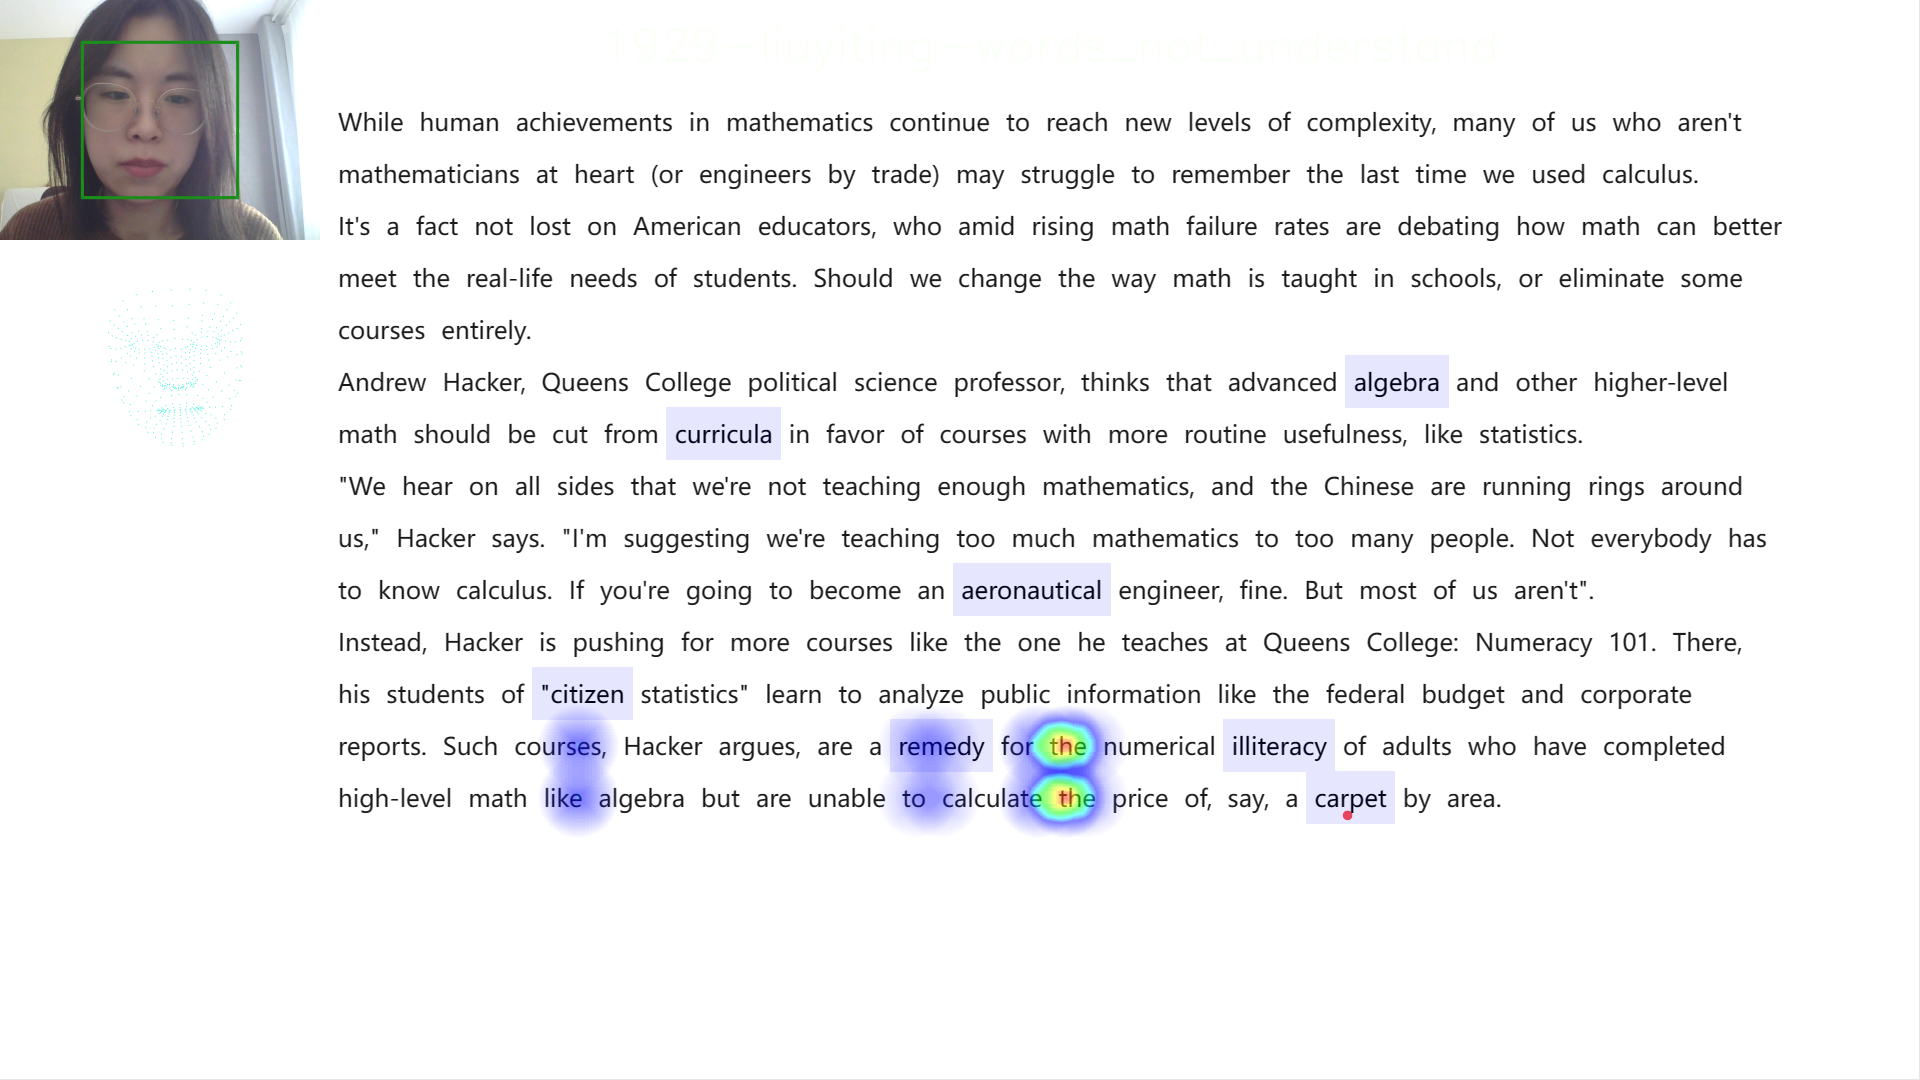 1929-liuyiting-words_not_understand
While human achievements in mathematics continue to reach new levels of complexity, many of us who aren't
mathematicians at heart (or engineers by trade) may struggle to remember the last time we used calculus.
It's a fact not lost on American educators, who amid rising math failure rates are debating how math can better
meet the real-life needs of students. Should we change the way math is taught in schools, or eliminate some
courses entirely.
Andrew Hacker, Queens College political science professor, thinks that advanced algebra and other higher-level
math should be cut from curricula in favor of courses with more routine usefulness, like statistics.
"We hear on all sides that we're not teaching enough mathematics, and the Chinese are running rings around
us," Hacker says. "I'm suggesting we're teaching too much mathematics to too many people. Not everybody has
to know calculus. If you're going to become an aeronautical engineer, fine. But most of us aren't".
Instead, Hacker is pushing for more courses like the one he teaches at Queens College: Numeracy 101. There,
his students of "citizen statistics" learn to analyze public information like the federal budget and corporate
reports. Such courses, Hacker argues, are a remedy for the numerical illiteracy of adults who have completed
high-level math like algebra but are unable to calculate the price of, say, a carpet by area.